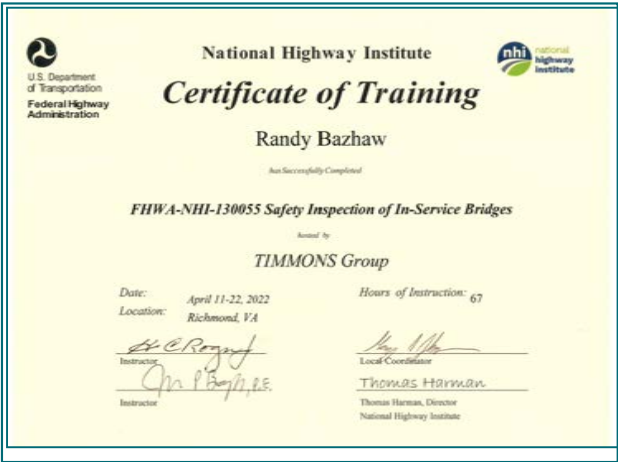 U.S. Department
of Transportation
Federal Highway
Administration
National Highway Institute
nhi national
highway
institute
Certificate of Training
Randy Bazhaw
has Successfully Completed
FHWA-NHI-130055 Safety Inspection of In-Service Bridges
hosted by
TIMMONS Group
Date: April 11-22, 2022
Location: Richmond, VA
Hours of Instruction: 67
Instructor
Local Coordinator
P.E.
Thomas Harman
Instructor
Thomas Harman, Director
National Highway Institute